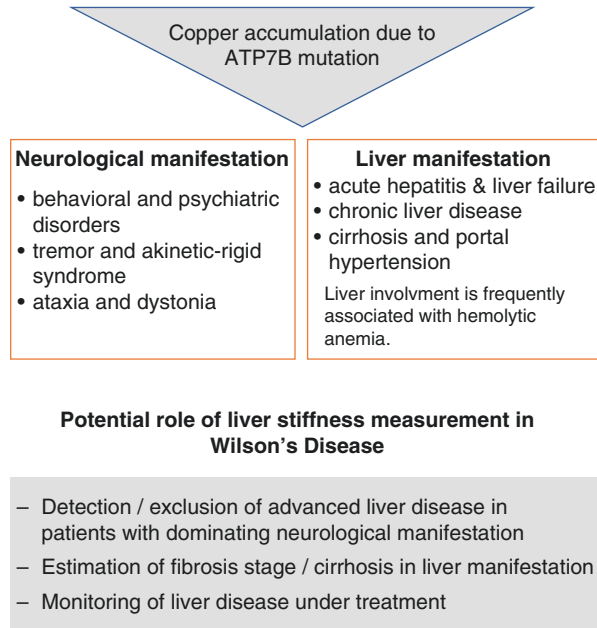 Copper accumulation due to
ATP7B mutation
Neurological manifestation
• behavioral and psychiatric
disorders
• tremor and akinetic-rigid
syndrome
• ataxia and dystonia
Liver manifestation
• acute hepatitis & liver failure
• chronic liver disease
• cirrhosis and portal
hypertension
Liver involvment is frequently
associated with hemolytic
anemia.
Potential role of liver stiffness measurement in
Wilson's Disease
– Detection / exclusion of advanced liver disease in
patients with dominating neurological manifestation
– Estimation of fibrosis stage / cirrhosis in liver manifestation
– Monitoring of liver disease under treatment